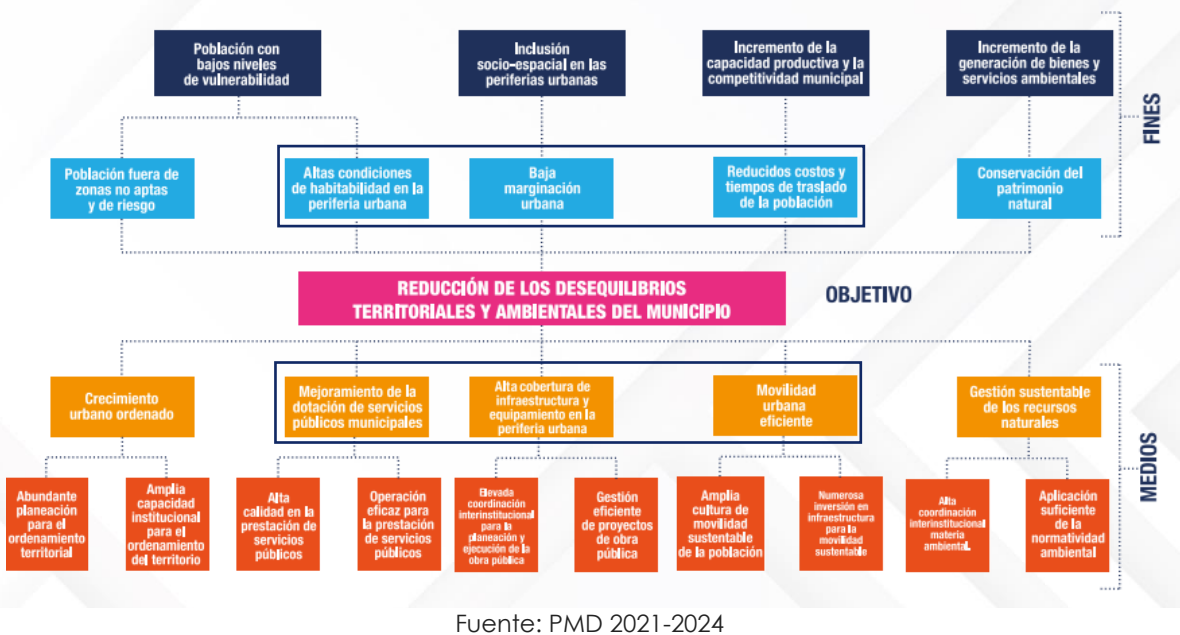 Población con
bajos niveles
de vulnerabilidad
Inclusión
socio-espacial en las
periferias urbanas
Incremento de la
capacidad productiva y la
competitividad municipal
Incremento de la
generación de bienes y
servicios ambientales
FINES
Población fuera de
zonas no aptas
y de riesgo
Altas condiciones
de habitabilidad en la
periferia urbana
Baja
marginación
urbana
Reducidos costos y
tiempos de traslado
de la población
Conservación del
patrimonio
natural
REDUCCIÓN DE LOS DESEQUILIBRIOS
TERRITORIALES Y AMBIENTALES DEL MUNICIPIO
OBJETIVO
Crecimiento
urbano ordenado
Mejoramiento de la
dotación de servicios
públicos municipales
Alta cobertura de
infraestructura y
equipamiento en la
periferia urbana
Movilidad
urbana
eficiente
Gestión sustentable
de los recursos
naturales
MEDIOS
Abundante
planeación
para el
ordenamiento
territorial
Amplia
capacidad
institucional
para el
ordenamiento
del territorio
Alta
calidad en la
prestación de
servicios
públicos
Operación
eficaz para
la prestación
de servicios
públicos
Elevada
coordinación
interinstitucional
para la
planeación y
ejecución de la
obra pública
Gestión
eficiente
de proyectos
de obra
pública
Amplia
cultura de
movilidad
sustentable
de la población
Numerosa
inversión en
infraestructura
para la
movilidad
sustentable
Alta
coordinación
interinstitucional
materia
ambiental.
Aplicación
suficiente
de la
normatividad
ambiental
Fuente: PMD 2021-2024